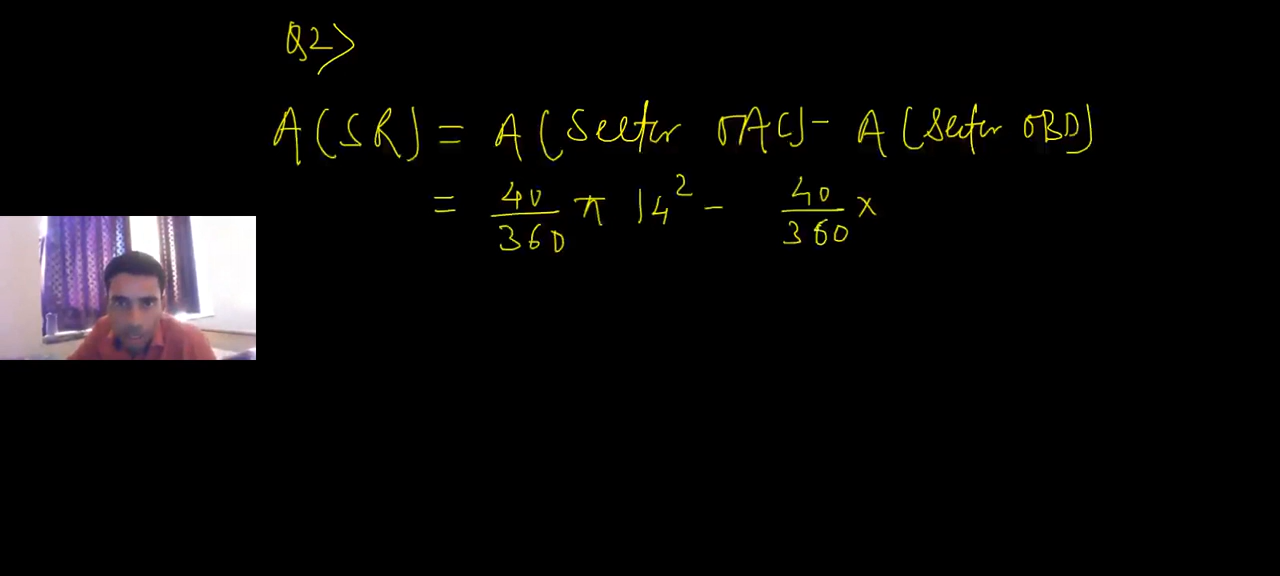 Q2>
A(SR) = A(Sector OAC) - A(Sector OBD)
= 40/360 π 14² - 40/360 ×